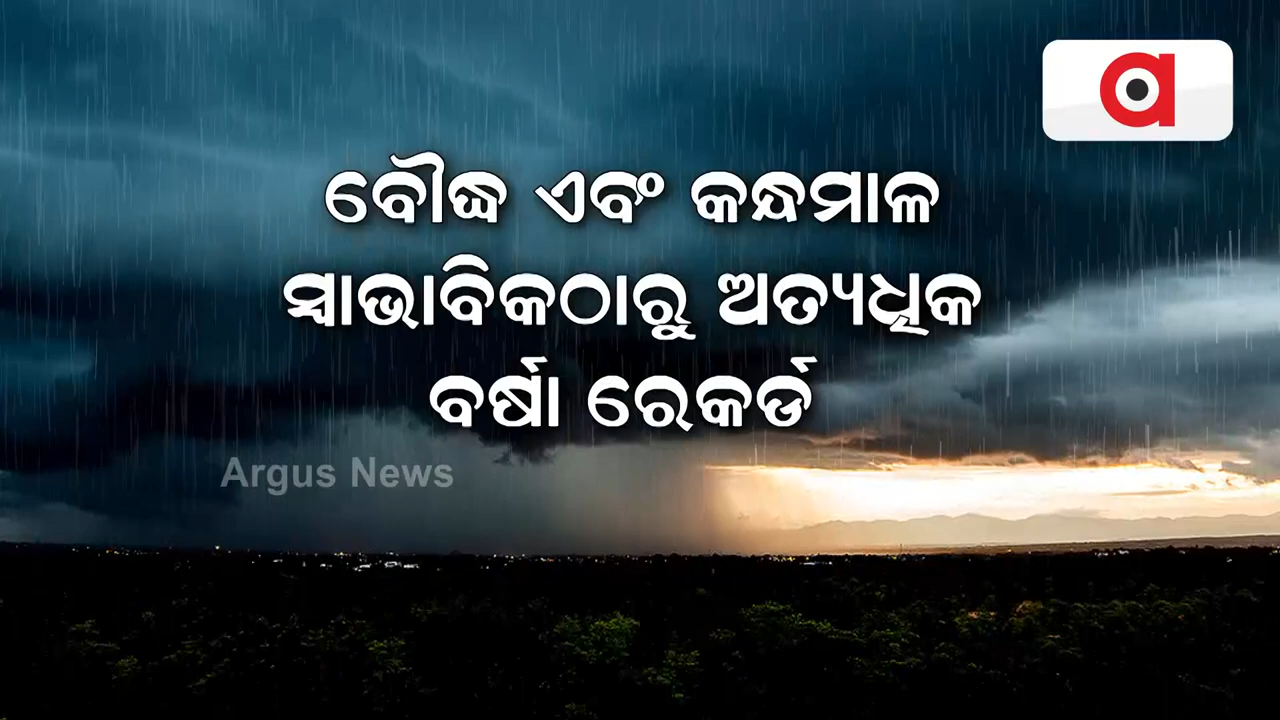 ବୌଦ୍ଧ ଏବଂ କନ୍ଧମାଳ
ସ୍ୱାଭାବିକଠାରୁ ଅତ୍ୟଧିକ
ବର୍ଷା ରେକର୍ଡ
Argus News